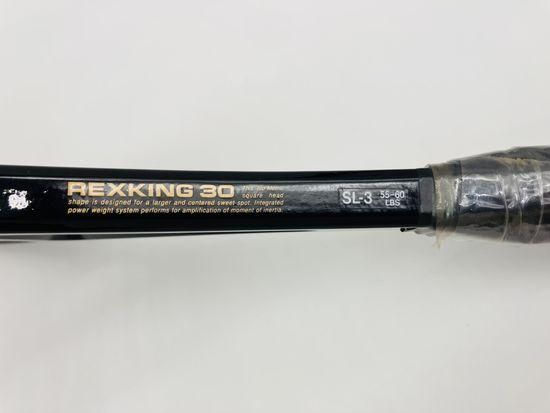 REXKING 30 This
square head
shape is designed for a larger and centered sweet-spot. Integrated
power weight system performs for amplification of moment of inertia.
SL-3 55-60
LBS